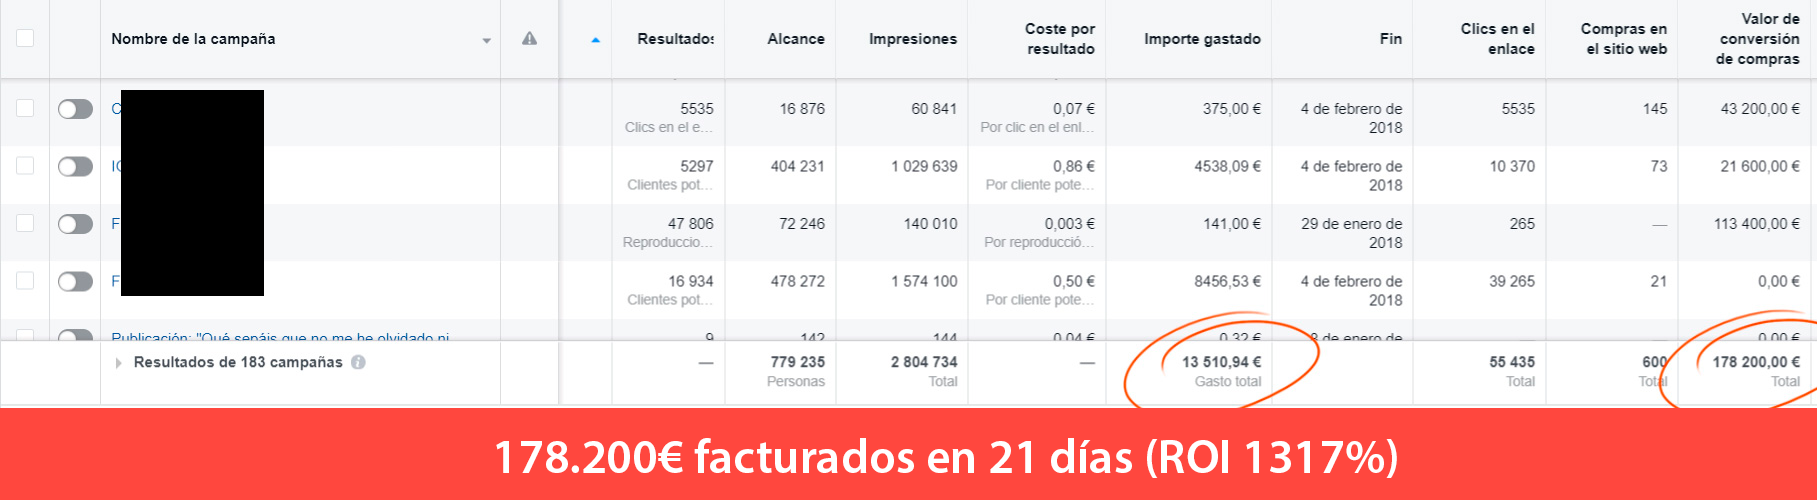 Nombre de la campaña
Resultados
Alcance
Impresiones
Coste por
resultado
Importe gastado
Fin
Clics en el
enlace
Compras en
el sitio web
Valor de
conversión
de compras
5535 16 876 60 841 0,07 € 375,00 € 4 de febrero de 5535 145 43 200,00 €
Clics en el e... Por clic en el enl... 2018
5297 404 231 1 029 639 0,86 € 4538,09 € 4 de febrero de 10 370 73 21 600,00 €
Clientes pot... Por cliente pote... 2018
47 806 72 246 140 010 0,003 € 141,00 € 29 de enero de 265 — 113 400,00 €
Reproduccio... Por reproducció... 2018
16 934 478 272 1 574 100 0,50 € 8456,53 € 4 de febrero de 39 265 21 0,00 €
Clientes pot... Por cliente pote... 2018
Publicación: "Qué sepáis que no me he olvidado ni 9 142 144 0,04 € 0,32 € de enero de 0,00 €
Resultados de 183 campañas — 779 235 2 804 734 — 13 510,94 € 55 435 600 178 200,00 €
Personas Total Gasto total Total Total Total
178.200€ facturados en 21 días (ROI 1317%)